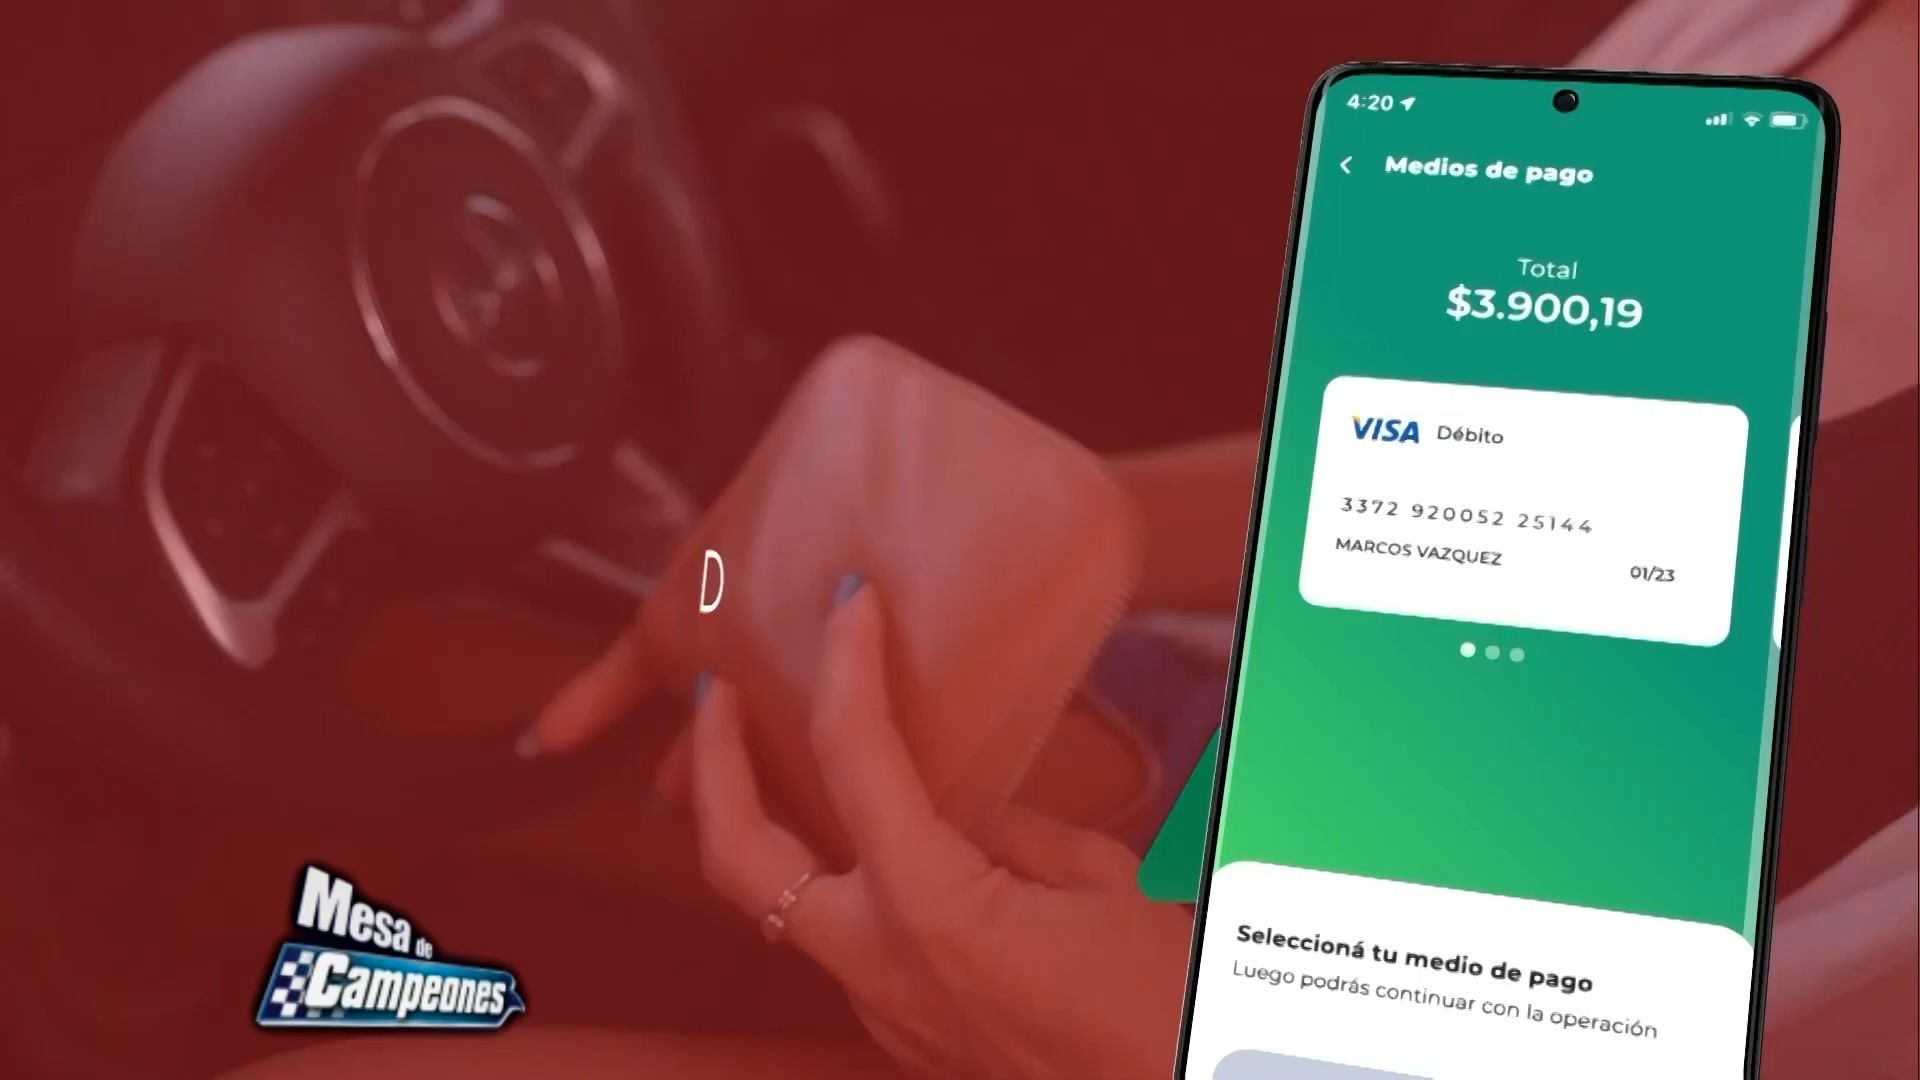 4:20
Medios de pago
Total
$3.900,19
VISA Débito
3372 920052 25144
MARCOS VAZQUEZ
01/23
D
Seleccioná tu medio de pago
Luego podrás continuar con la operación
Mesa de
Campeones